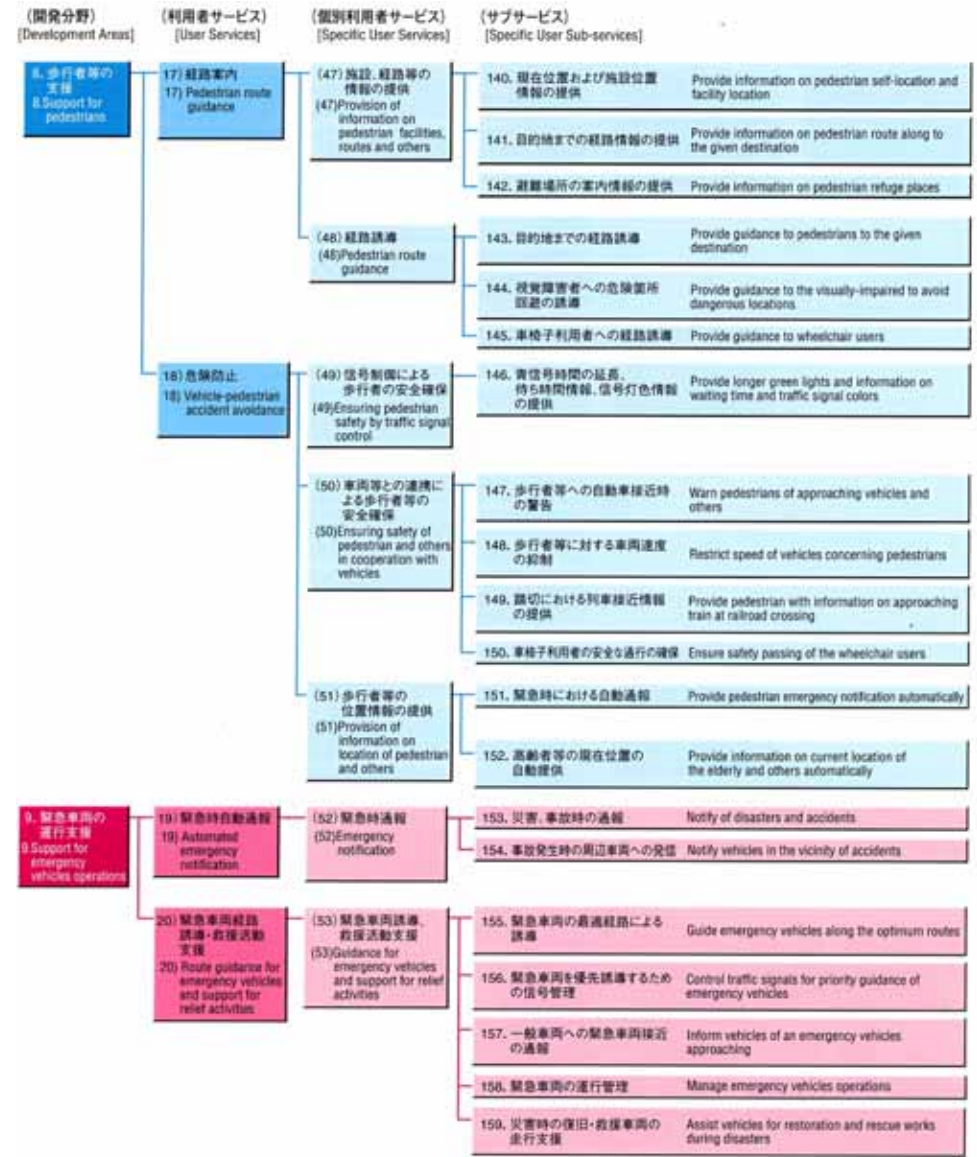 (開発分野)
[Development Areas]
(利用者サービス)
[User Services]
(個別利用者サービス)
[Specific User Services]
(サブサービス)
[Specific User Sub-services]
8. 歩行者等の
支援
8.Support for
pedestrians
17) 経路案内
17) Pedestrian route
guidance
(47) 施設、経路等の
情報の提供
(47)Provision of
information on
pedestrian facilities,
routes and others
140. 現在位置および施設位置
情報の提供
Provide information on pedestrian self-location and
facility location
141. 目的地までの経路情報の提供
Provide information on pedestrian route along to
the given destination
142. 避難場所の案内情報の提供
Provide information on pedestrian refuge places
(48) 経路誘導
(48)Pedestrian route
guidance
143. 目的地までの経路誘導
Provide guidance to pedestrians to the given
destination
144. 視覚障害者への危険箇所
回避の誘導
Provide guidance to the visually-impaired to avoid
dangerous locations
145. 車椅子利用者への経路誘導
Provide guidance to wheelchair users
18) 危険防止
18) Vehicle-pedestrian
accident avoidance
(49) 信号制御による
歩行者の安全確保
(49)Ensuring pedestrian
safety by traffic signal
control
146. 青信号時間の延長、
待ち時間情報、信号灯色情報
の提供
Provide longer green lights and information on
waiting time and traffic signal colors
(50) 車両等との連携に
よる歩行者等の
安全確保
(50)Ensuring safety of
pedestrian and others
in cooperation with
vehicles
147. 歩行者等への自動車接近時
の警告
Warn pedestrians of approaching vehicles and
others
148. 歩行者等に対する車両速度
の抑制
Restrict speed of vehicles concerning pedestrians
149. 踏切における列車接近情報
の提供
Provide pedestrian with information on approaching
train at railroad crossing
150. 車椅子利用者の安全な通行の確保
Ensure safety passing of the wheelchair users
(51) 歩行者等の
位置情報の提供
(51)Provision of
information on
location of pedestrian
and others
151. 緊急時における自動通報
Provide pedestrian emergency notification automatically
152. 高齢者等の現在位置の
自動提供
Provide information on current location of
the elderly and others automatically
9. 緊急車両の
運行支援
9.Support for
emergency
vehicles operations
19) 緊急時自動通報
19) Automated
emergency
notification
(52) 緊急時通報
(52)Emergency
notification
153. 災害、事故時の通報
Notify of disasters and accidents
154. 事故発生時の周辺車両への発信
Notify vehicles in the vicinity of accidents
20) 緊急車両経路
誘導・救援活動
支援
20) Route guidance for
emergency vehicles
and support for
relief activities
(53) 緊急車両誘導、
救援活動支援
(53)Guidance for
emergency vehicles
and support for relief
activities
155. 緊急車両の最適経路による
誘導
Guide emergency vehicles along the optimum routes
156. 緊急車両を優先誘導するため
の信号管理
Control traffic signals for priority guidance of
emergency vehicles
157. 一般車両への緊急車両接近
の通報
Inform vehicles of an emergency vehicles
approaching
158. 緊急車両の運行管理
Manage emergency vehicles operations
159. 災害時の復旧・救援車両の
走行支援
Assist vehicles for restoration and rescue works
during disasters